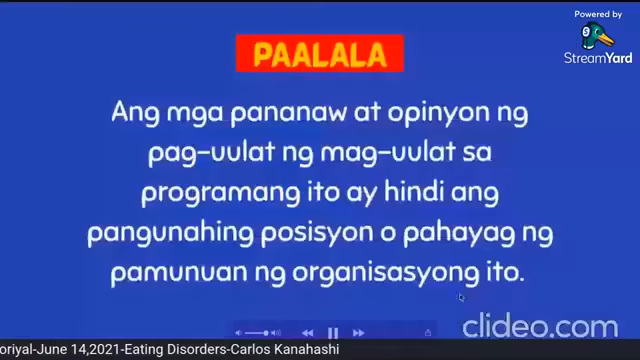 Powered by
StreamYard
PAALALA
Ang mga pananaw at opinyon ng
pag-uulat ng mag-uulat sa
programang ito ay hindi ang
pangunahing posisyon o pahayag ng
pamunuan ng organisasyong ito.
clideo.com
oriyal-June 14,2021-Eating Disorders-Carlos Kanahashi